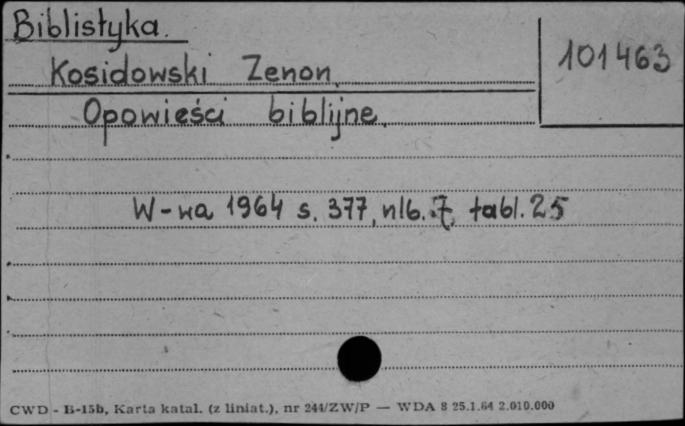 Biblistyka.
101463
Kosidowski Zenon.
Opowieści biblijne.
W-wa 1964 s. 377, nlb. 7, tabl. 25
CWD - B-15b, Karta katal. (z liniat.), nr 244/ZW/P — WDA 8 25.1.64 2.010.000